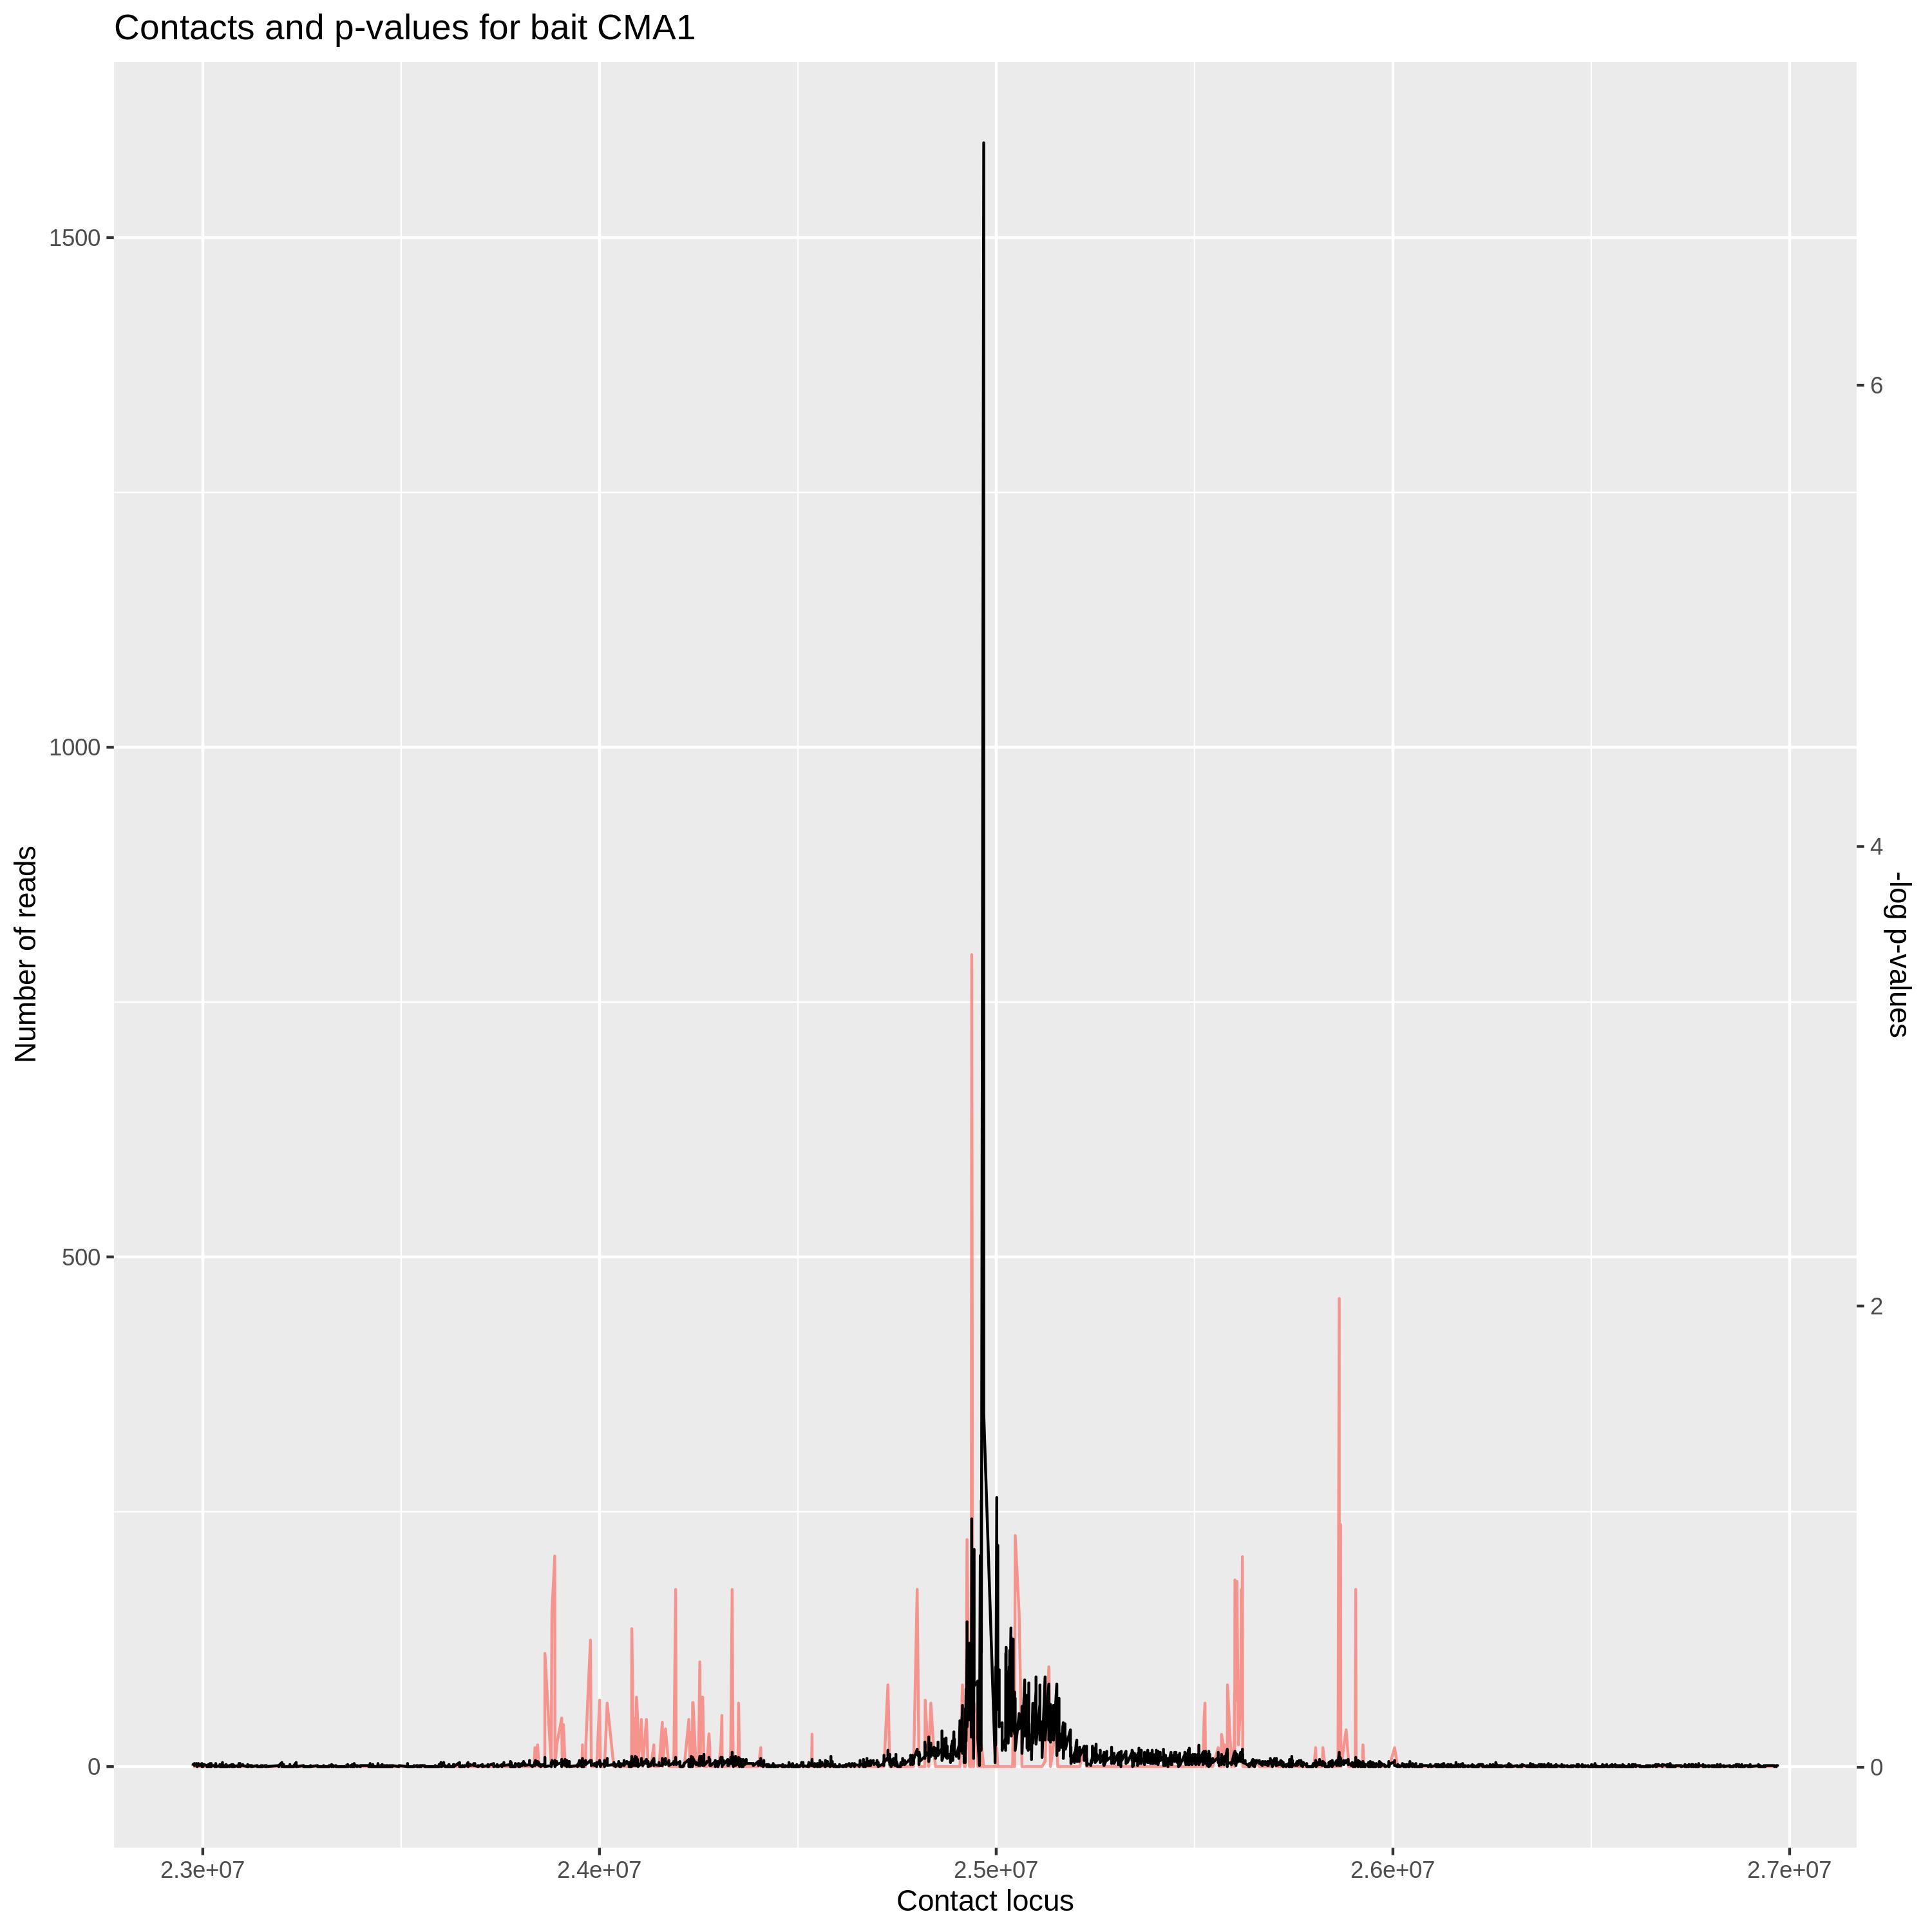 Contacts and p-values for bait CMA1
1500
1000
500
0
6
4
2
0
Number of reads
-log p-values
2.3e+07
2.4e+07
2.5e+07
2.6e+07
2.7e+07
Contact locus